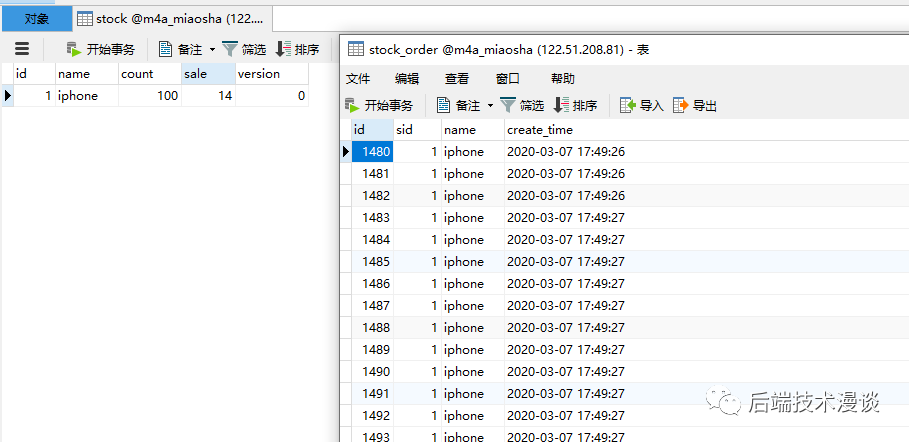 对象
stock @m4a_miaosha (122....
开始事务 备注 筛选 排序
id name count sale version
1 iphone 100 14 0
stock_order @m4a_miaosha (122.51.208.81) - 表
文件 编辑 查看 窗口 帮助
开始事务 备注 筛选 排序 导入 导出
id sid name create_time
1480 1 iphone 2020-03-07 17:49:26
1481 1 iphone 2020-03-07 17:49:26
1482 1 iphone 2020-03-07 17:49:26
1483 1 iphone 2020-03-07 17:49:27
1484 1 iphone 2020-03-07 17:49:27
1485 1 iphone 2020-03-07 17:49:27
1486 1 iphone 2020-03-07 17:49:27
1487 1 iphone 2020-03-07 17:49:27
1488 1 iphone 2020-03-07 17:49:27
1489 1 iphone 2020-03-07 17:49:27
1490 1 iphone 2020-03-07 17:49:27
1491 1 iphone 2020-03-07 17:49:27
1492 1 iphone 2020-03-07 17:49:27
1493 1 iphone 2020-03-07 17:49:27
后端技术漫谈